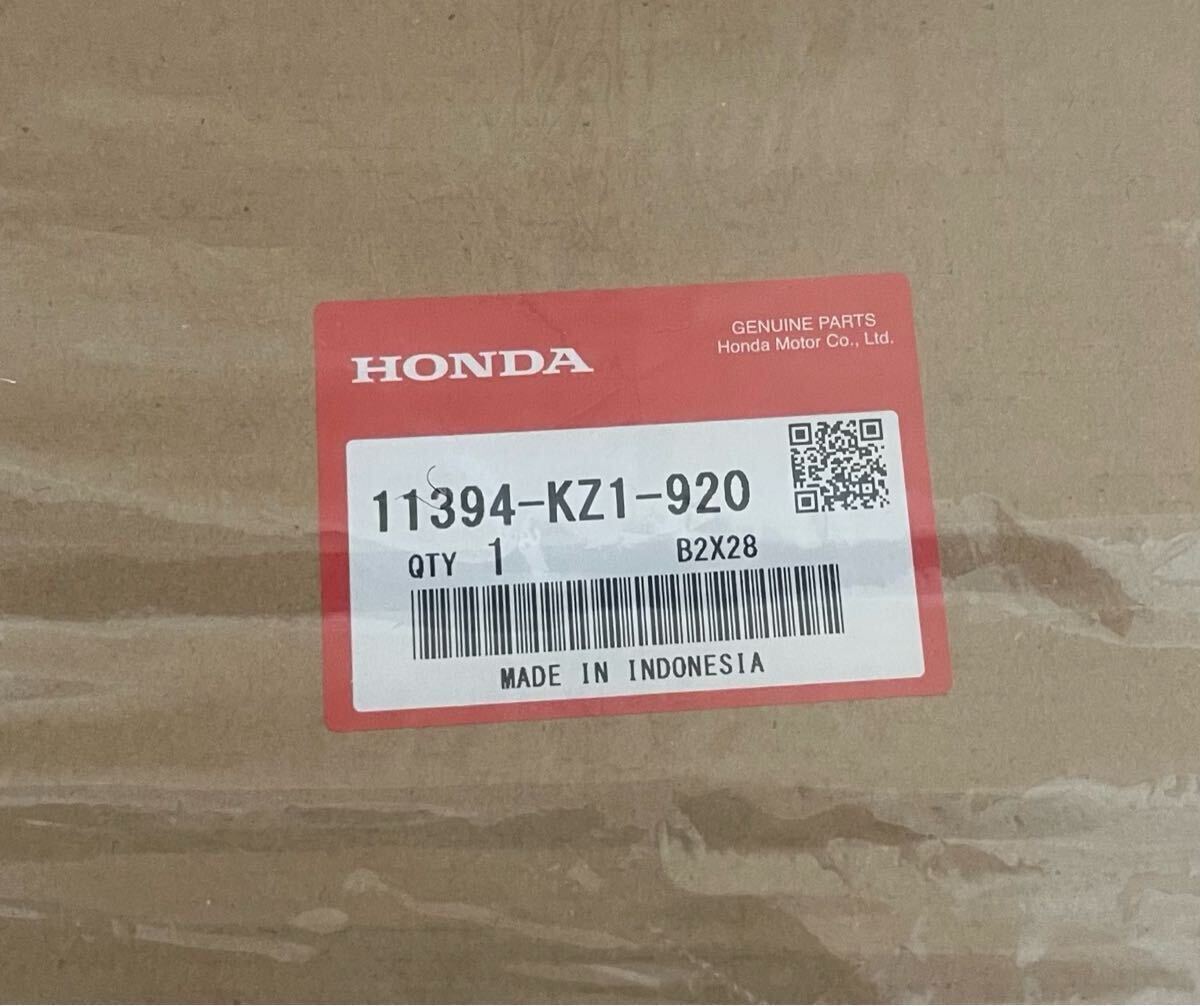 HONDA
GENUINE PARTS
Honda Motor Co., Ltd.
11394-KZ1-920
QTY 1 B2X28
MADE IN INDONESIA